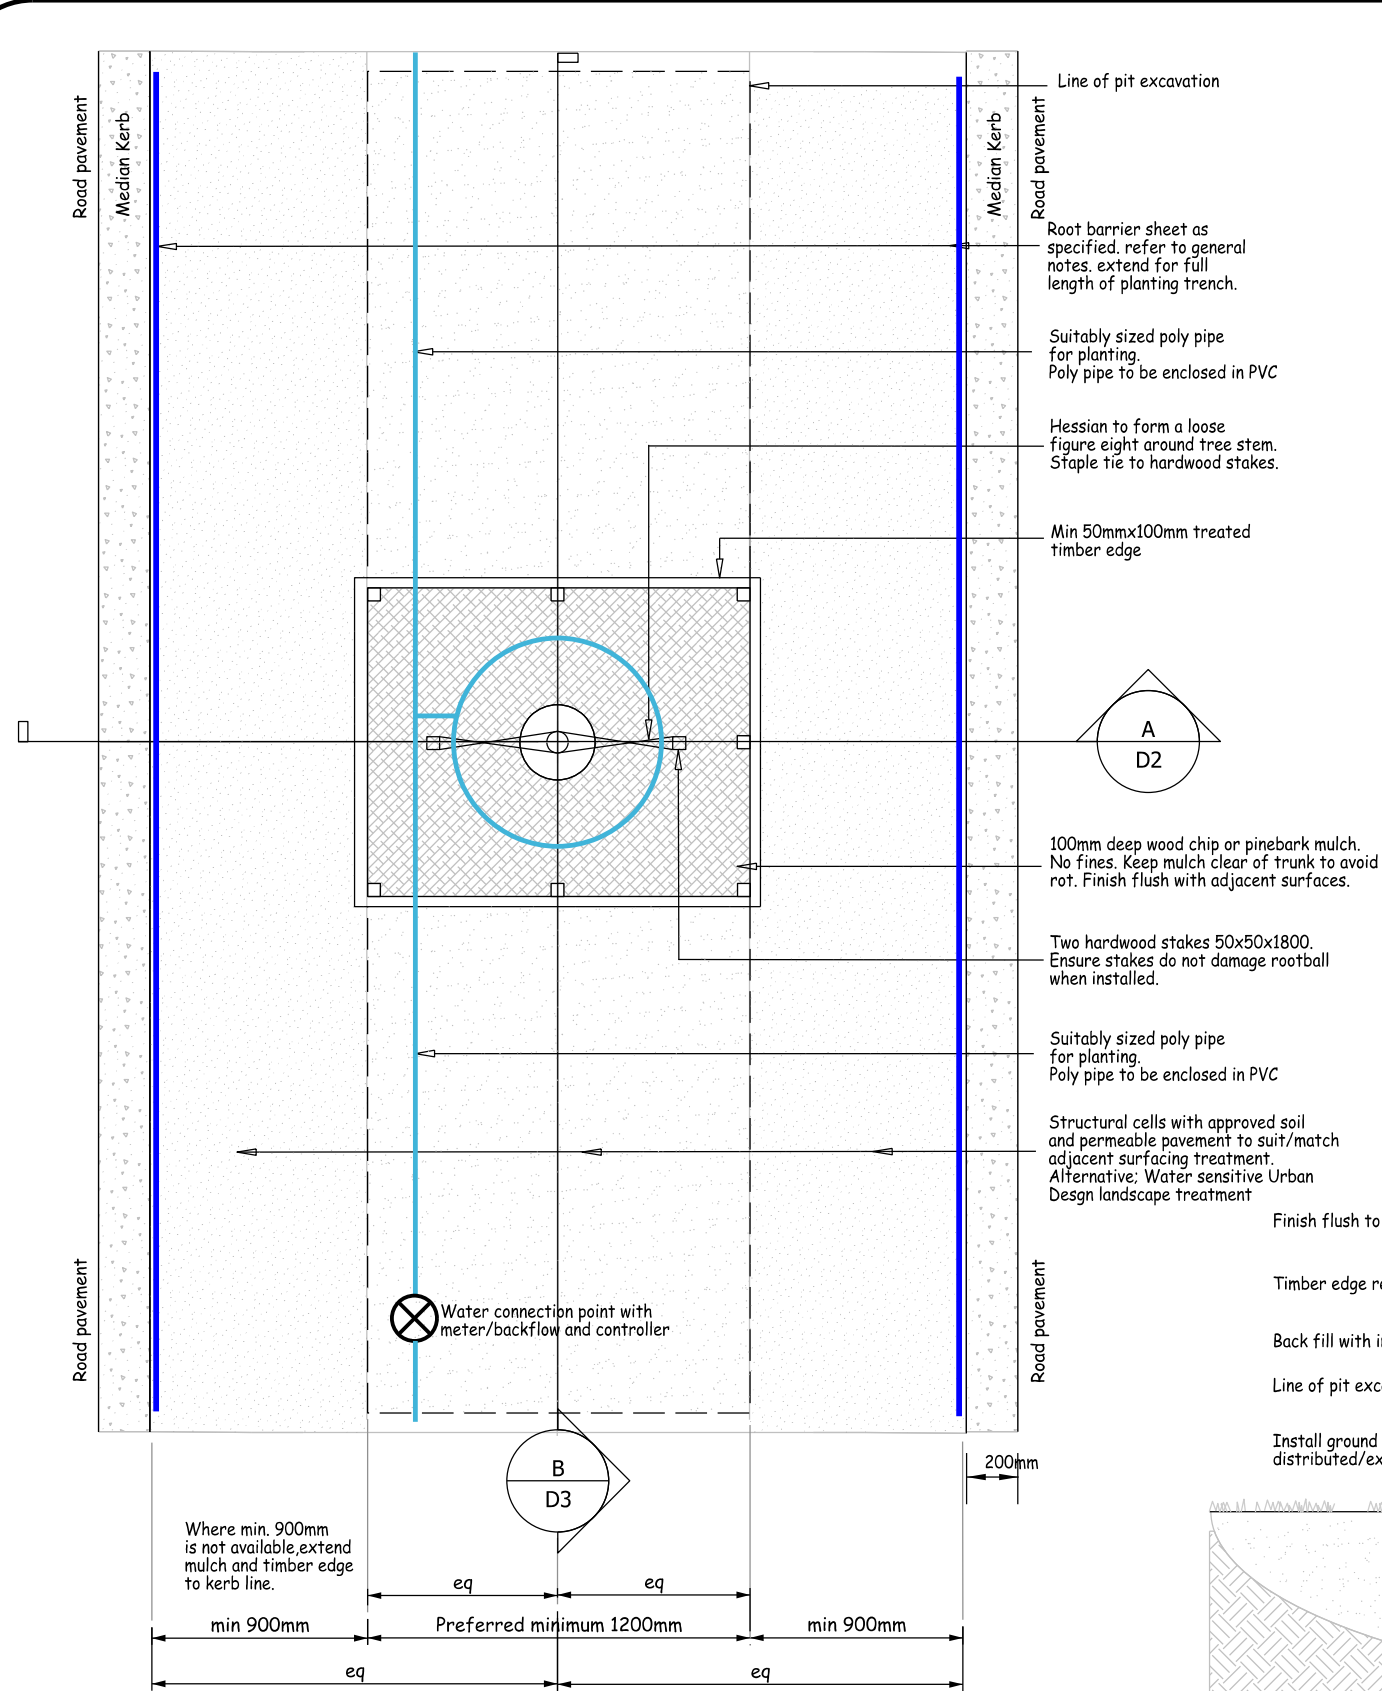 Line of pit excavation
Road pavement
Median Kerb
Median Kerb
Road pavement
Root barrier sheet as
specified. refer to general
notes. extend for full
length of planting trench.
Suitably sized poly pipe
for planting.
Poly pipe to be enclosed in PVC
Hessian to form a loose
figure eight around tree stem.
Staple tie to hardwood stakes.
Min 50mmx100mm treated
timber edge
A
D2
100mm deep wood chip or pinebark mulch.
No fines. Keep mulch clear of trunk to avoid
rot. Finish flush with adjacent surfaces.
Two hardwood stakes 50x50x1800.
Ensure stakes do not damage rootball
when installed.
Suitably sized poly pipe
for planting.
Poly pipe to be enclosed in PVC
Structural cells with approved soil
and permeable pavement to suit/match
adjacent surfacing treatment.
Alternative; Water sensitive Urban
Desgn landscape treatment
Finish flush to
Timber edge
Back fill with
Line of pit
Install ground
Road pavement
Water connection point with
meter/backflow and controller
Road pavement
B
D3
200mm
Where min. 900mm
is not available,extend
mulch and timber edge
to kerb line.
eq
eq
min 900mm
Preferred minimum 1200mm
min 900mm
eq
eq